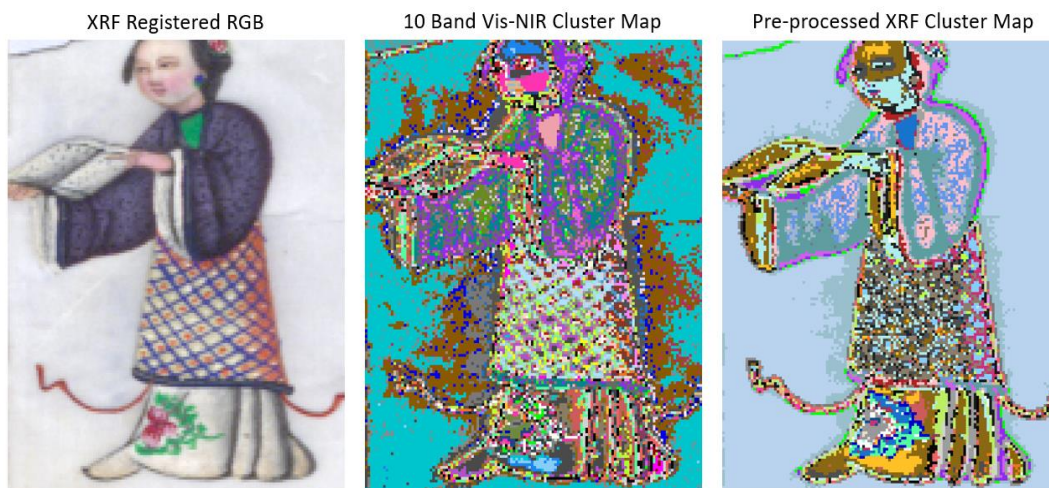 XRF Registered RGB
10 Band Vis-NIR Cluster Map
Pre-processed XRF Cluster Map